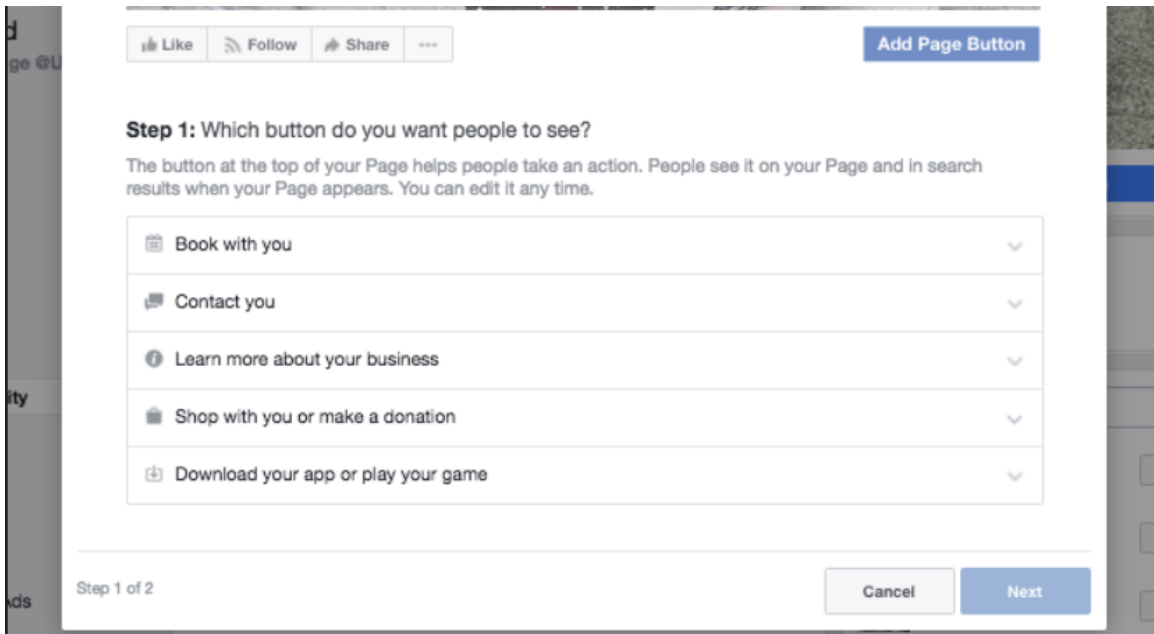 d
ge @U
Like Follow Share ...
Add Page Button
Step 1: Which button do you want people to see?
The button at the top of your Page helps people take an action. People see it on your Page and in search
results when your Page appears. You can edit it any time.
Book with you
Contact you
Learn more about your business
ity
Shop with you or make a donation
Download your app or play your game
Step 1 of 2
Ads
Cancel
Next